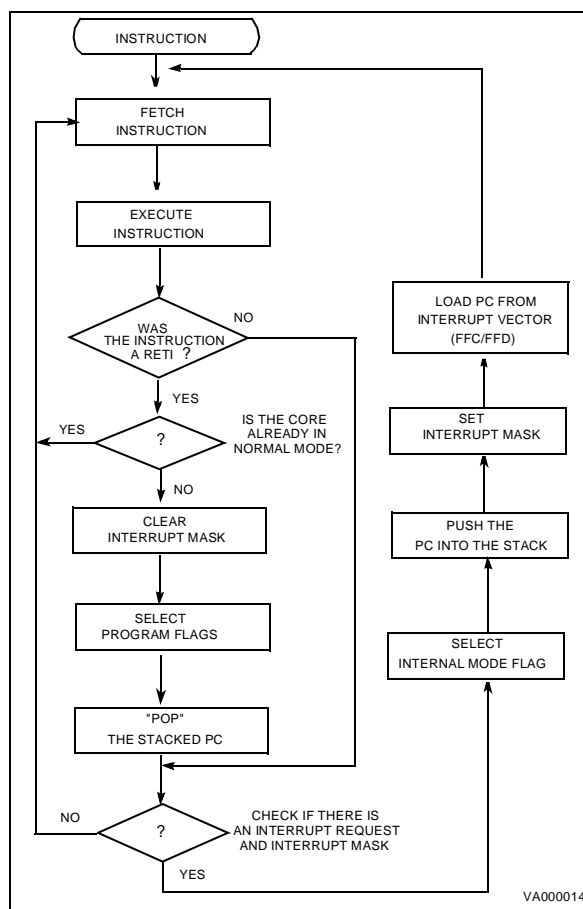 INSTRUCTION
FETCH
INSTRUCTION
EXECUTE
INSTRUCTION
WAS
THE INSTRUCTION
A RETI ?
NO
YES
?
IS THE CORE
ALREADY IN
NORMAL MODE?
YES
NO
CLEAR
INTERRUPT MASK
SELECT
PROGRAM FLAGS
"POP"
THE STACKED PC
?
CHECK IF THERE IS
AN INTERRUPT REQUEST
AND INTERRUPT MASK
NO
YES
LOAD PC FROM
INTERRUPT VECTOR
(FFC/FFD)
SET
INTERRUPT MASK
PUSH THE
PC INTO THE STACK
SELECT
INTERNAL MODE FLAG
VA000014